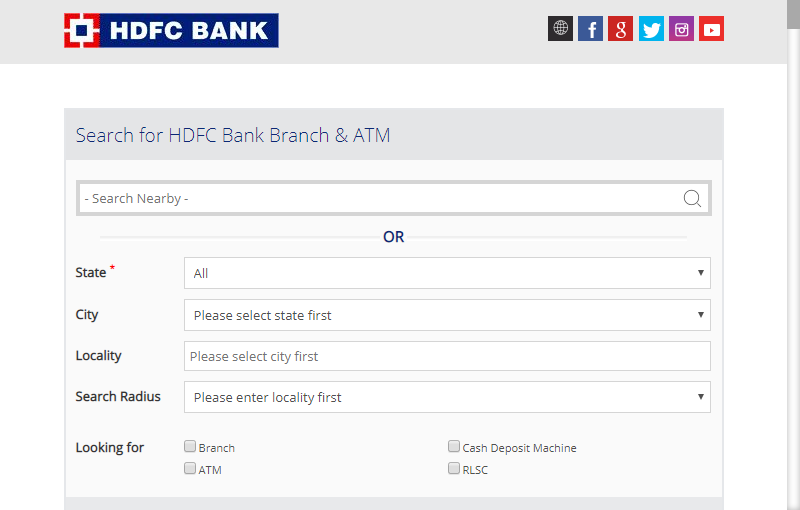 HDFC BANK
Search for HDFC Bank Branch & ATM
- Search Nearby -
OR
State * All
City Please select state first
Locality Please select city first
Search Radius Please enter locality first
Looking for Branch Cash Deposit Machine
ATM RLSC